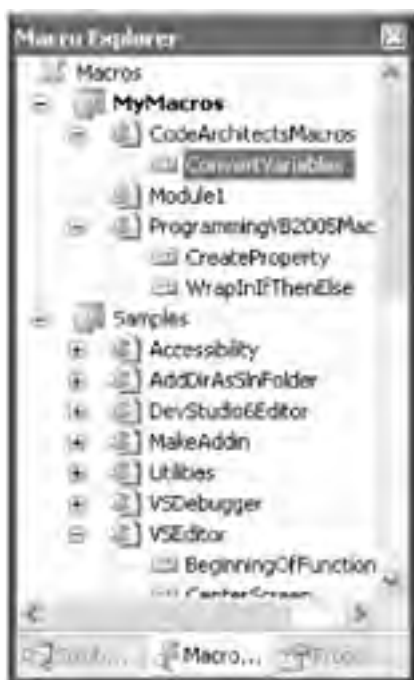 Macro Explorer
Macros
MyMacros
CodeArchitectsMacros
ConvertVariables
Module1
ProgrammingVB2005Mac
CreateProperty
WrapInIfThenElse
Samples
Accessibility
AddDirAsSlnFolder
DevStudio6Editor
MakeAddin
Utilities
VSDebugger
VSEditor
BeginningOfFunction
CenterScreen
Macro...